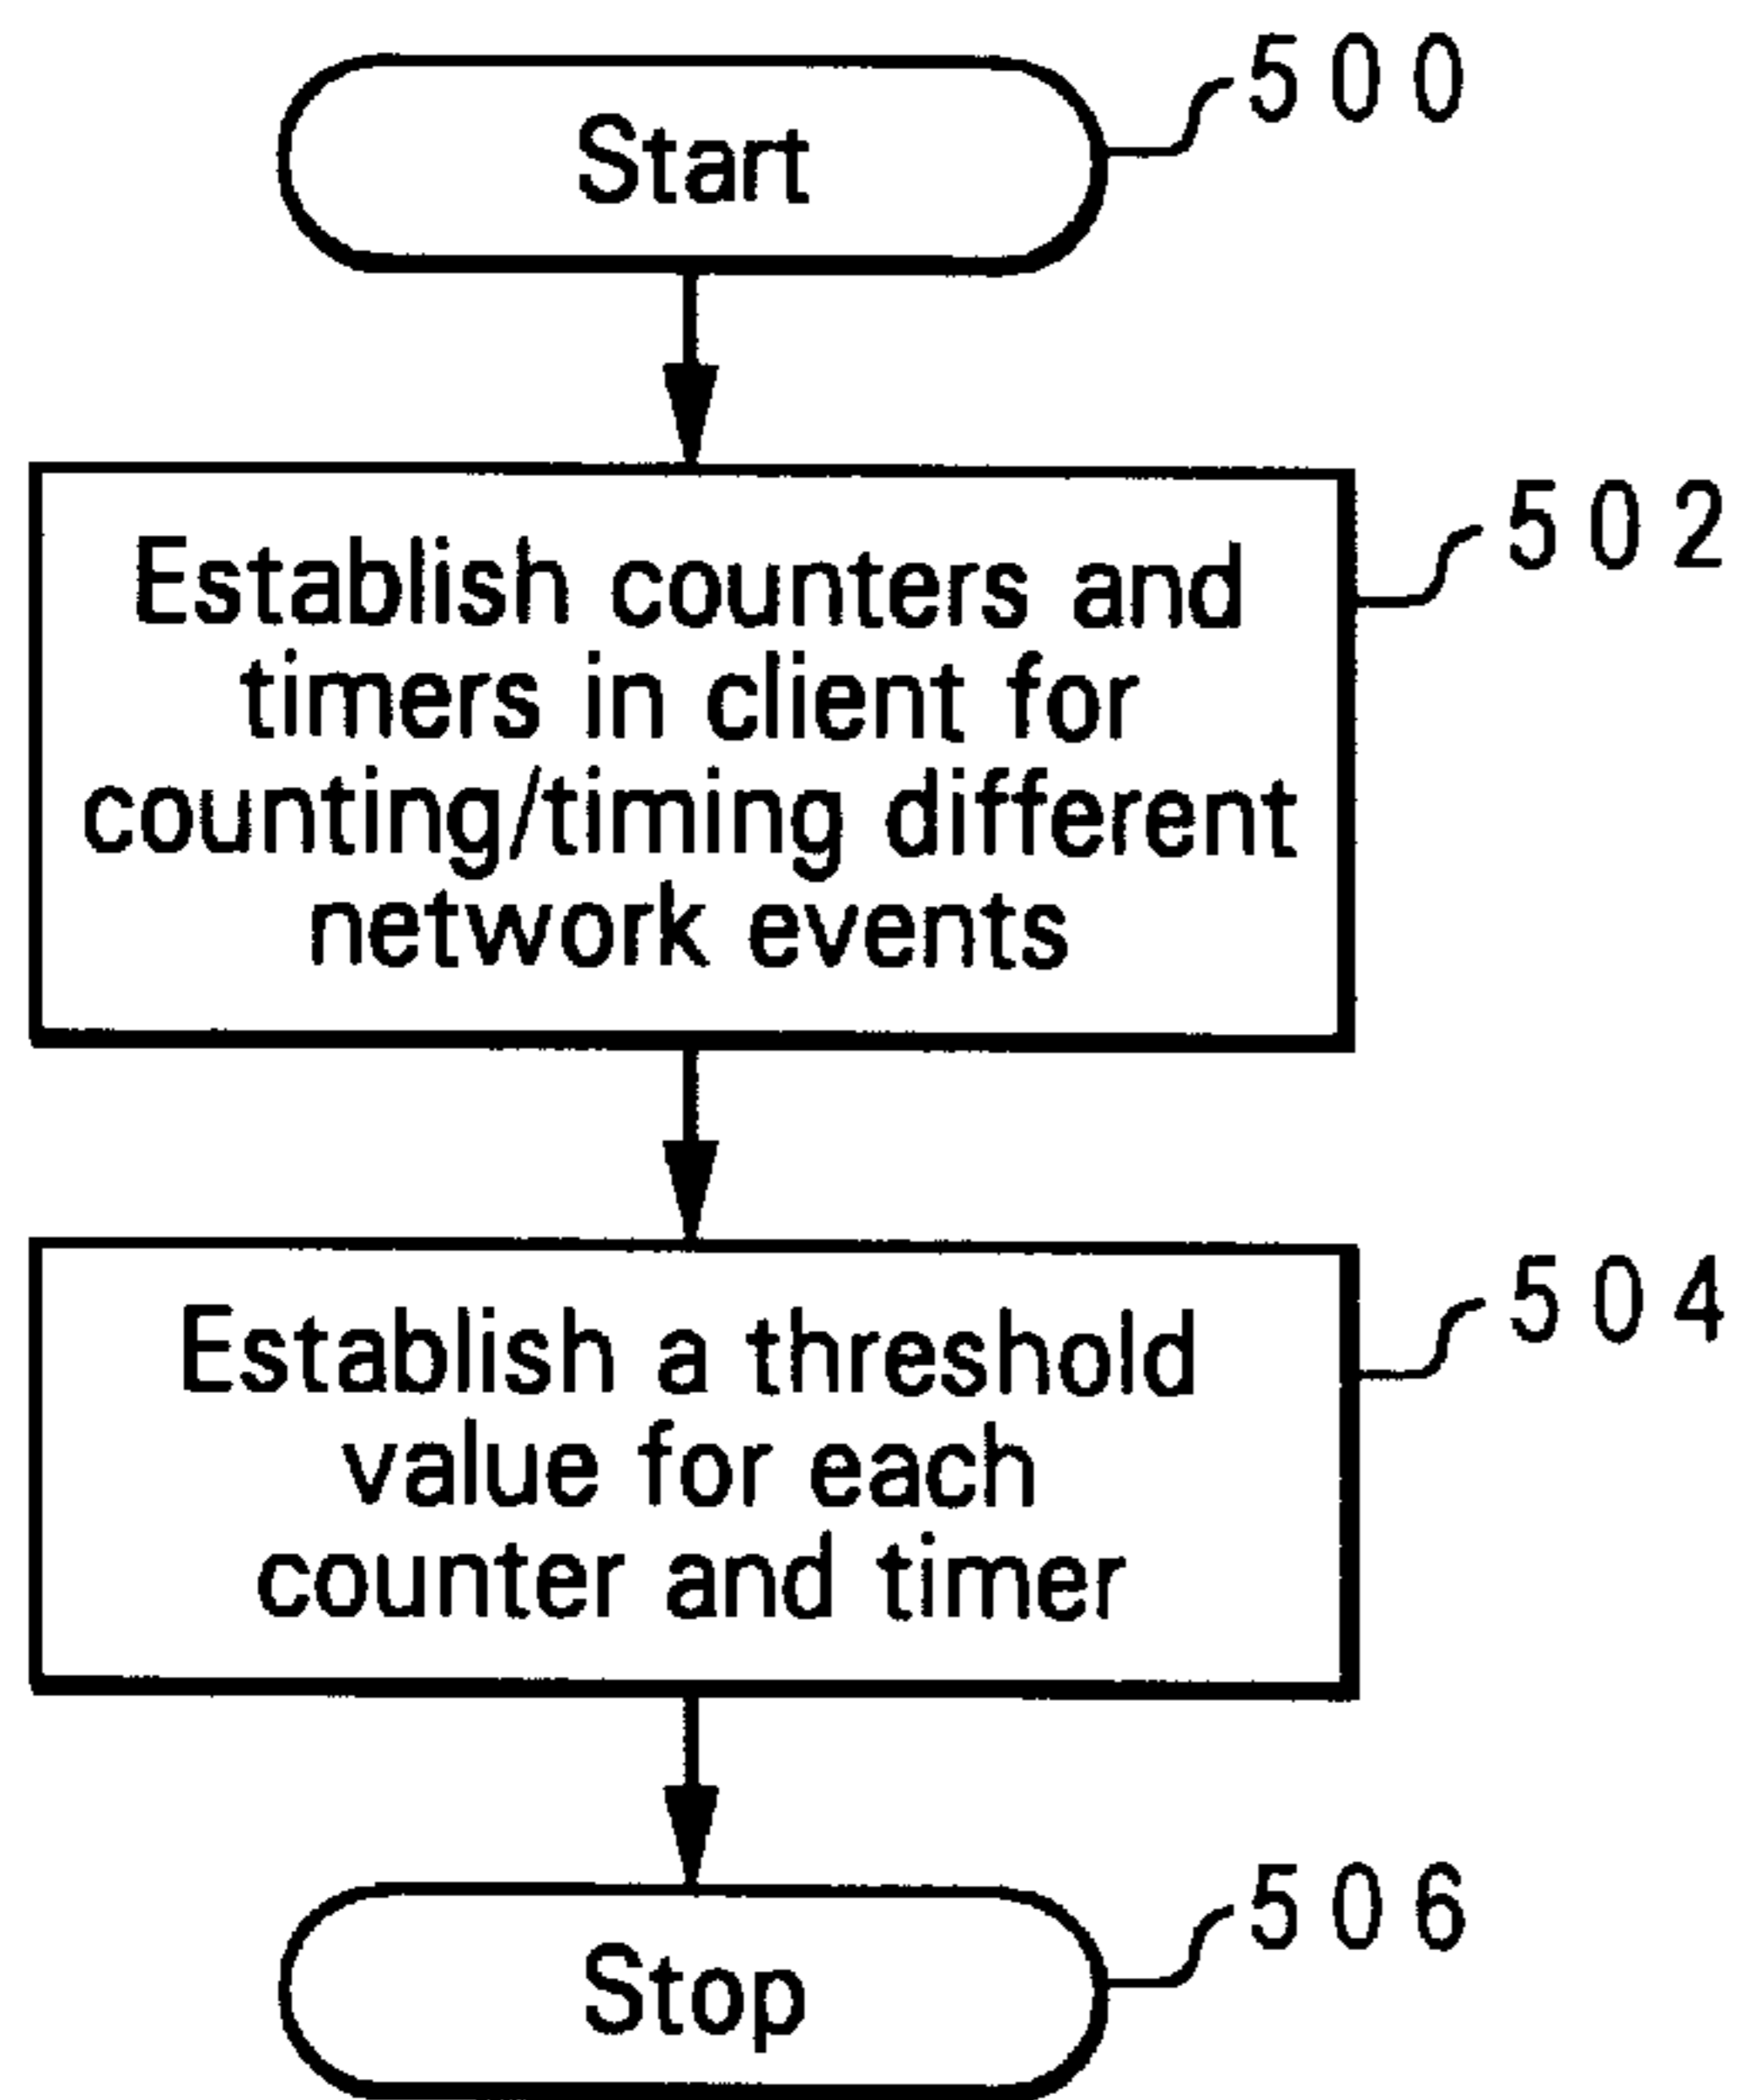 Start
500
Establish counters and
timers in client for
counting/timing different
network events
502
Establish a threshold
value for each
counter and timer
504
Stop
506